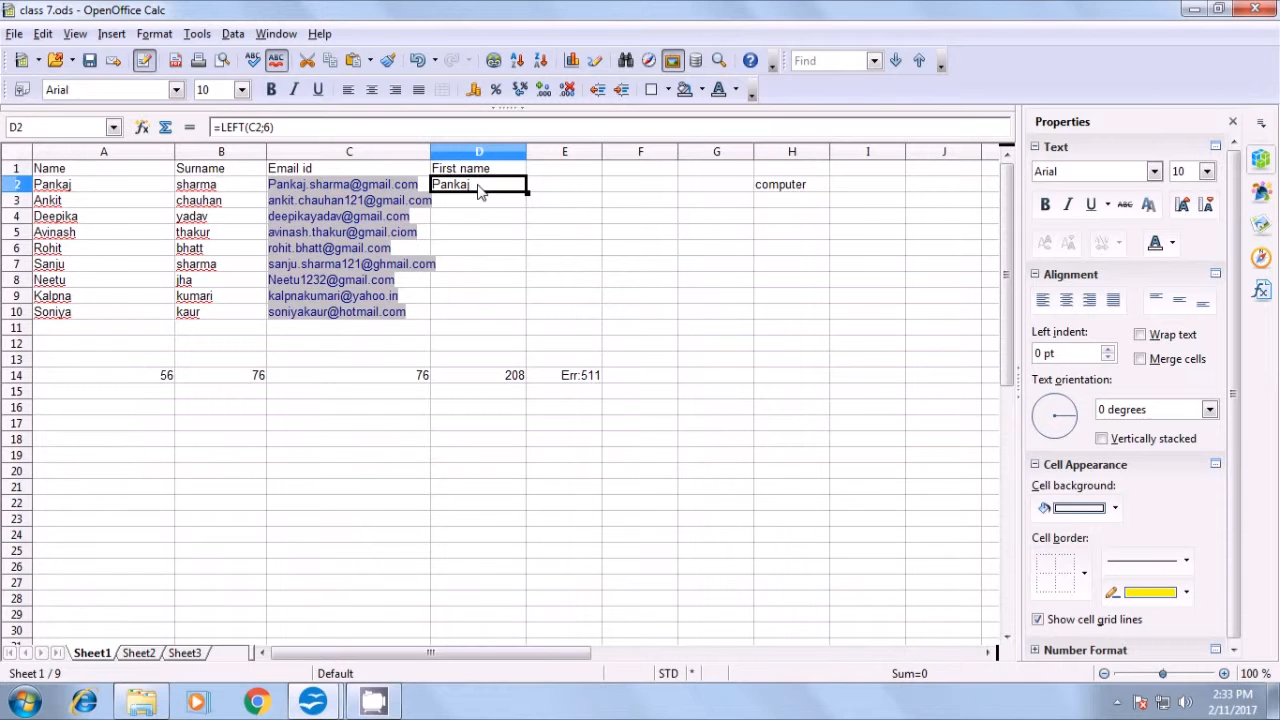 class 7.ods - OpenOffice Calc
File Edit View Insert Format Tools Data Window Help
Find
Arial 10
D2 =LEFT(C2;6)
Properties
A B C D E F G H I J
1 Name Surname Email id First name
2 Pankaj sharma Pankaj.sharma@gmail.com Pankaj computer
3 Ankit chauhan ankit.chauhan121@gmail.com
4 Deepika yadav deepikayadav@gmail.com
5 Avinash thakur avinash.thakur@gmail.ciom
6 Rohit bhatt rohit.bhatt@gmail.com
7 Sanju sharma sanju.sharma121@ghmail.com
8 Neetu jha Neetu1232@gmail.com
9 Kalpna kumari kalpnakumari@yahoo.in
10 Soniya kaur soniyakaur@hotmail.com
11
12
13
14 56 76 76 208 Err:511
15
16
17
18
19
20
21
22
23
24
25
26
27
28
29
30
Text
Arial 10
Alignment
Left indent:
0 pt
Wrap text
Merge cells
Text orientation:
0 degrees
Vertically stacked
Cell Appearance
Cell background:
Cell border:
Show cell grid lines
Number Format
Sheet1 Sheet2 Sheet3
Sheet 1 / 9 Default STD * Sum=0 100 %
2:33 PM
2/11/2017